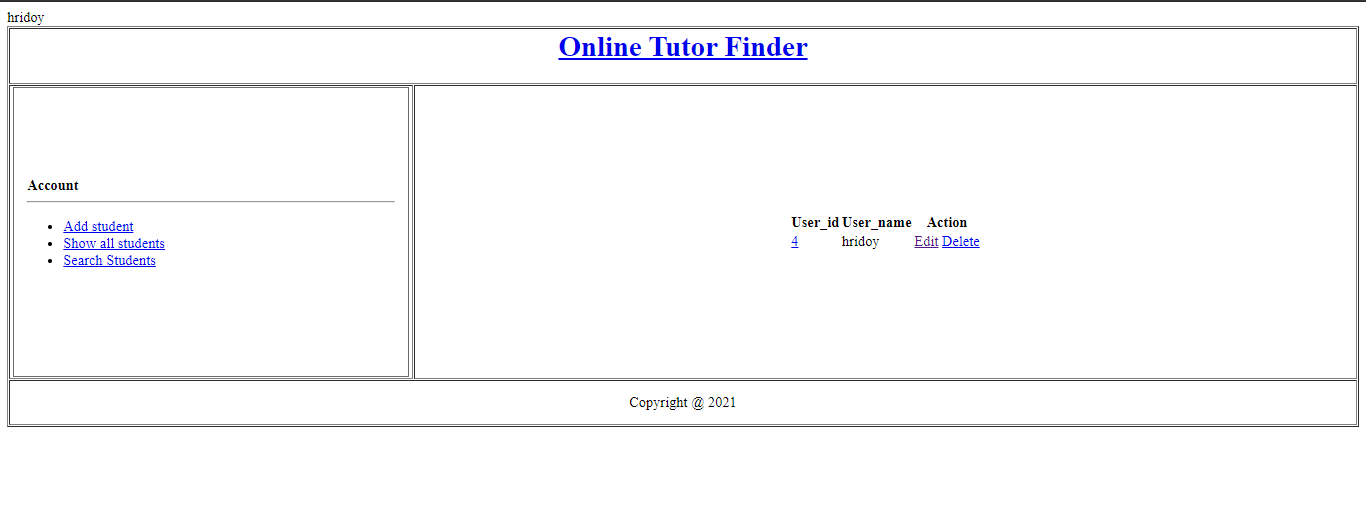 hridoy
Online Tutor Finder
Account
Add student
Show all students
Search Students
User_id User_name Action
4 hridoy Edit Delete
Copyright @ 2021